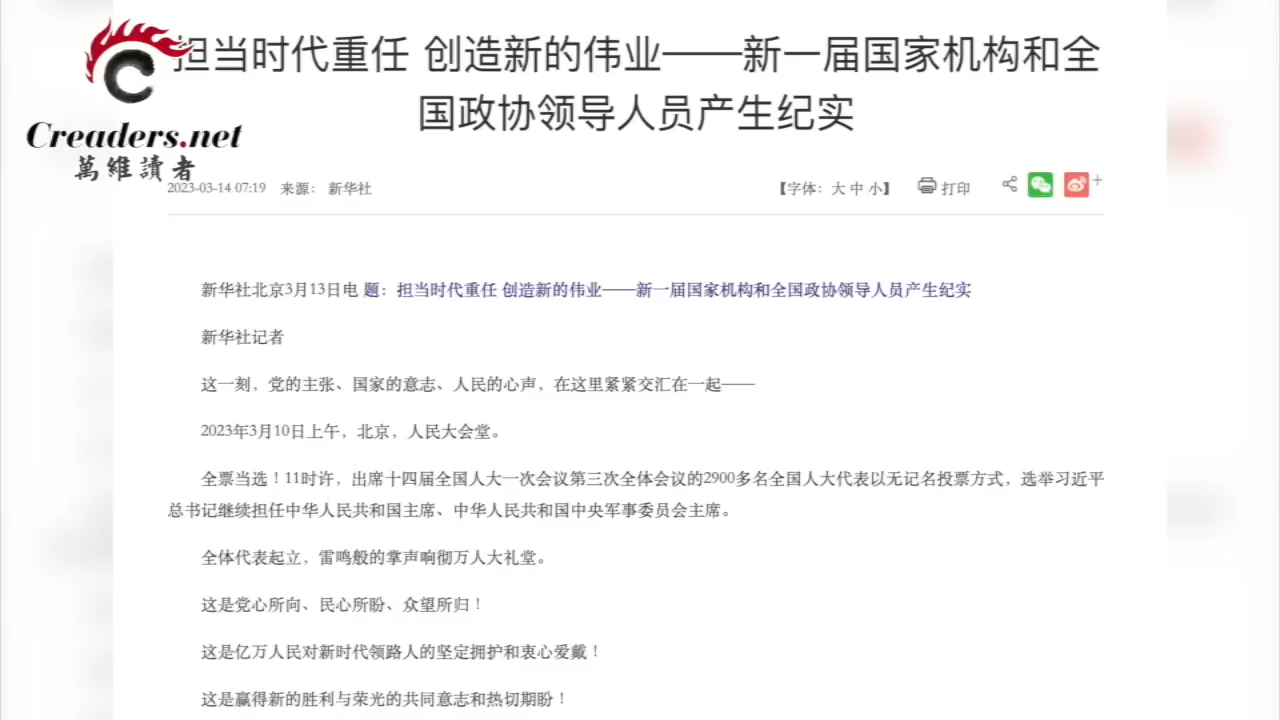 担当时代重任 创造新的伟业——新一届国家机构和全
国政协领导人员产生纪实
Creaders.net
萬維讀者
2023-03-14 07:19 来源： 新华社 【字体：大 中 小】 打印
新华社北京3月13日电 题：担当时代重任 创造新的伟业——新一届国家机构和全国政协领导人员产生纪实
新华社记者
这一刻，党的主张、国家的意志、人民的心声，在这里紧紧交汇在一起——
2023年3月10日上午，北京，人民大会堂。
全票当选！11时许，出席十四届全国人大一次会议第三次全体会议的2900多名全国人大代表以无记名投票方式，选举习近平
总书记继续担任中华人民共和国主席、中华人民共和国中央军事委员会主席。
全体代表起立，雷鸣般的掌声响彻万人大礼堂。
这是党心所向、民心所盼、众望所归！
这是亿万人民对新时代领路人的坚定拥护和衷心爱戴！
这是赢得新的胜利与荣光的共同意志和热切期盼！